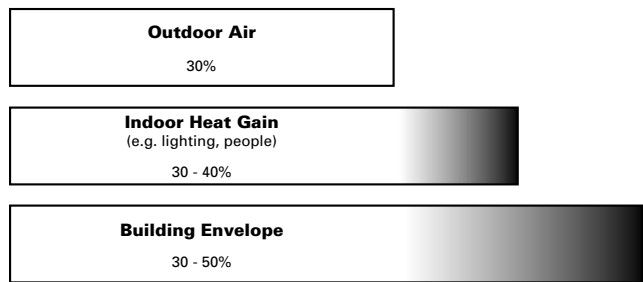 Outdoor Air
30%
Indoor Heat Gain
(e.g. lighting, people)
30 - 40%
Building Envelope
30 - 50%